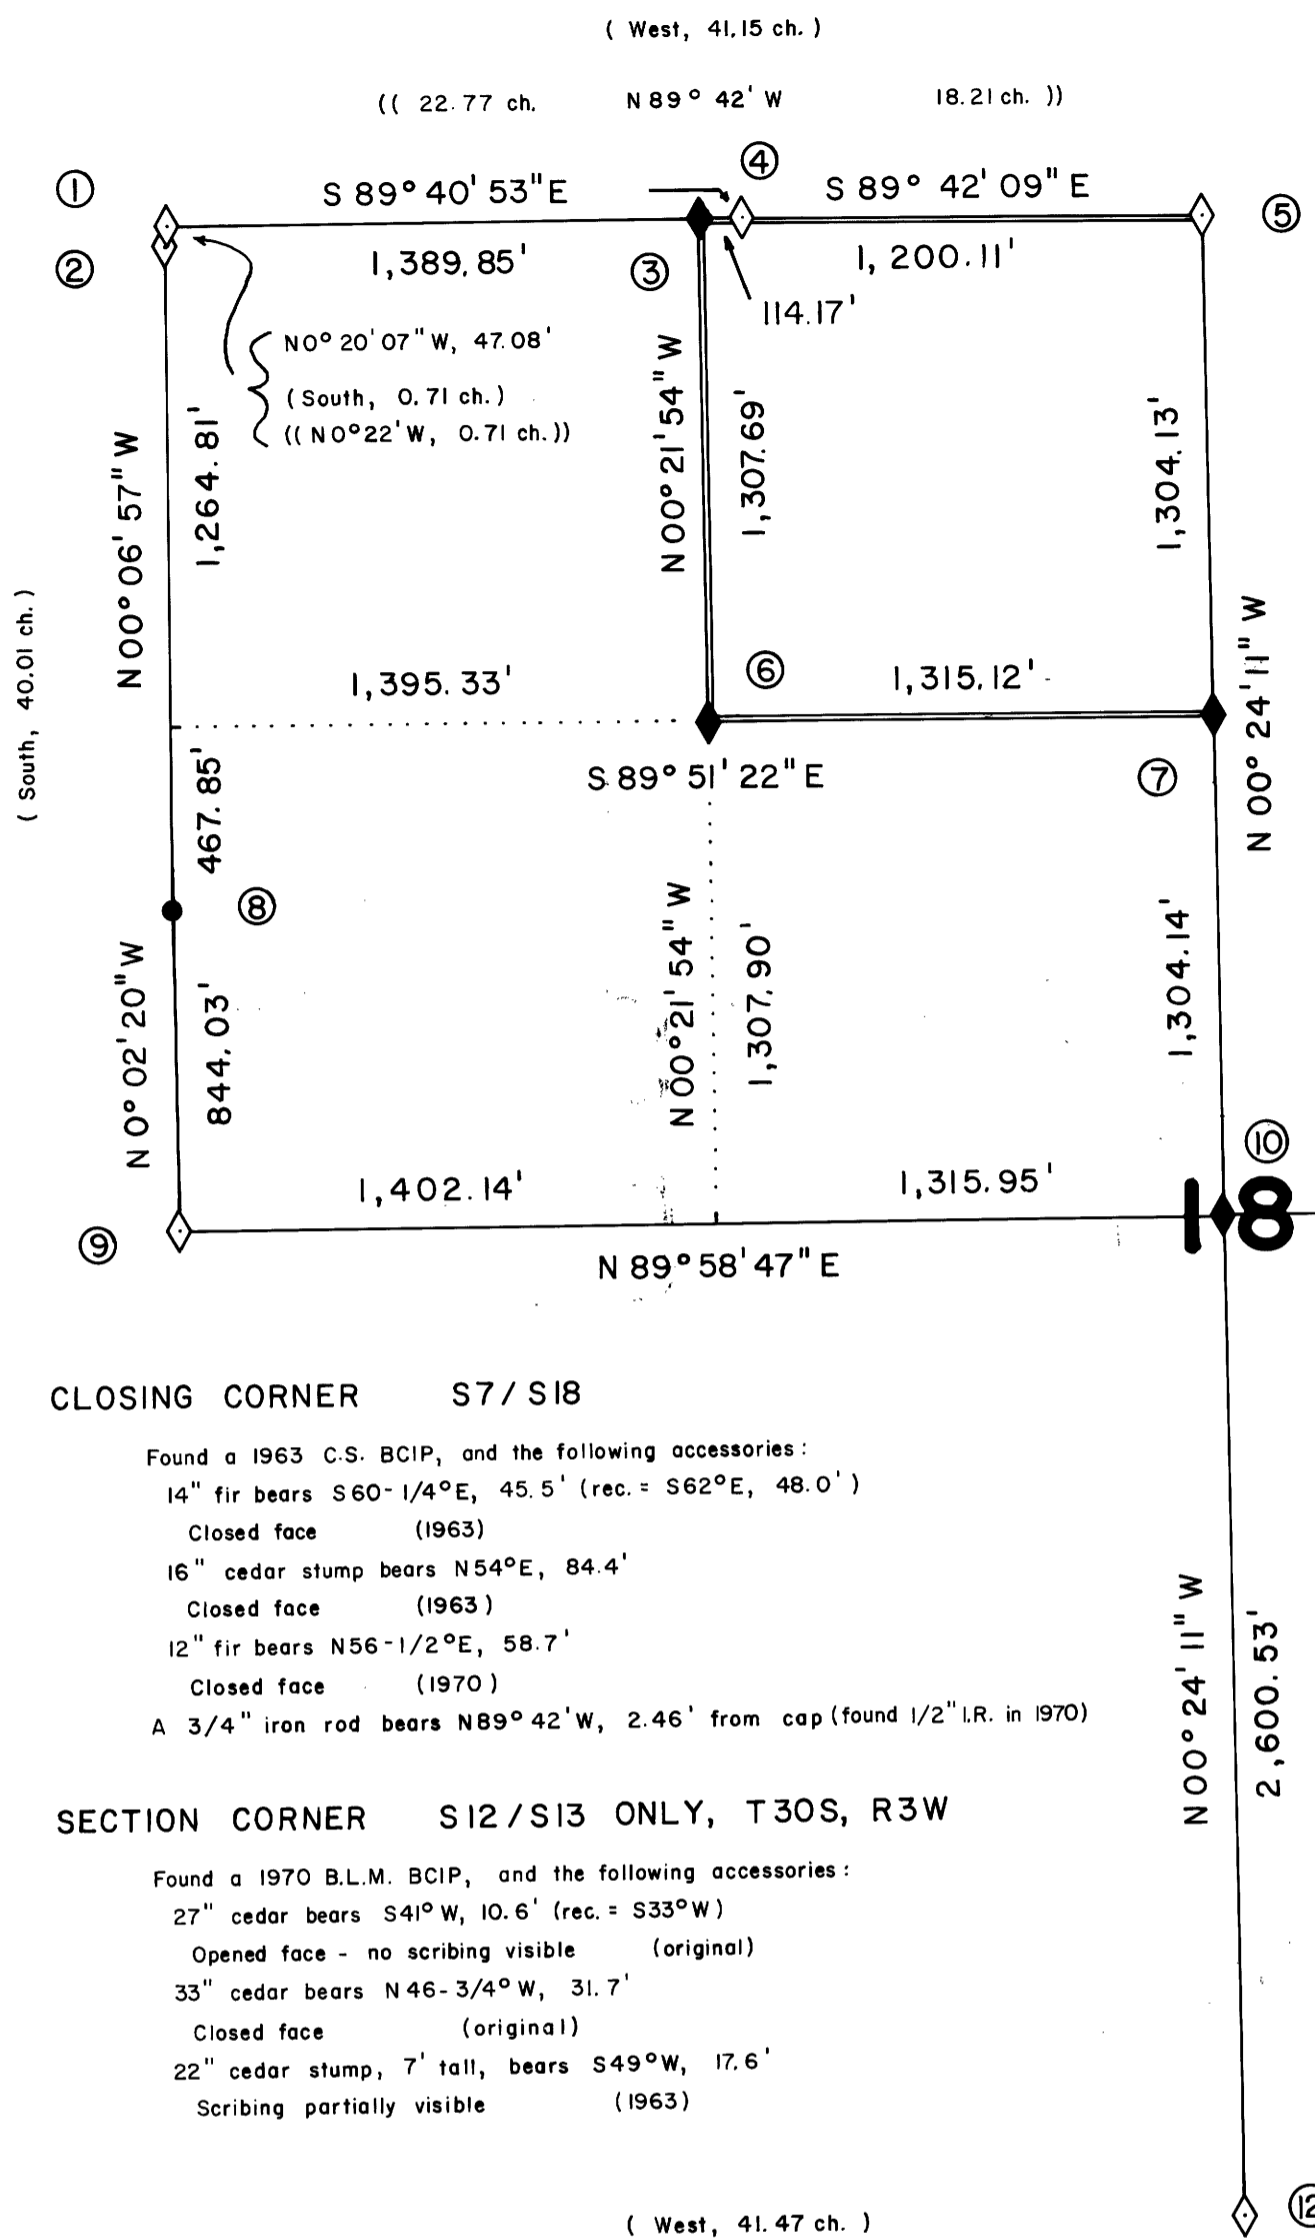 ( West, 41.15 ch. )
(( 22.77 ch. N 89° 42' W 18.21 ch. ))
①
④
S 89° 40' 53" E
S 89° 42' 09" E
⑤
②
1,389.85'
③
1,200.11'
114.17'
N0° 20' 07" W, 47.08'
(South, 0.71 ch.)
((N0°22'W, 0.71 ch.))
N 00° 06' 57" W
1,264.81'
N 00° 21' 54" W
1,307.69'
1,304.13'
( South, 40.01 ch. )
1,395.33'
⑥
1,315.12'
N 00° 24' 11" W
S 89° 51' 22" E
⑦
467.85'
⑧
N 0° 02' 20" W
844.03'
N 00° 21' 54" W
1,307.90'
1,304.14'
⑩
1,402.14'
1,315.95'
18
⑨
N 89° 58' 47" E
CLOSING CORNER S7/S18
Found a 1963 C.S. BCIP, and the following accessories:
14" fir bears S60-1/4°E, 45.5' (rec. = S62°E, 48.0')
Closed face (1963)
16" cedar stump bears N54°E, 84.4'
Closed face (1963)
12" fir bears N56-1/2°E, 58.7'
Closed face (1970)
A 3/4" iron rod bears N89° 42'W, 2.46' from cap (found 1/2" I.R. in 1970)
N 00° 24' 11" W
2,600.53'
SECTION CORNER S12/S13 ONLY, T30S, R3W
Found a 1970 B.L.M. BCIP, and the following accessories:
27" cedar bears S41°W, 10.6' (rec. = S33°W)
Opened face - no scribing visible (original)
33" cedar bears N46-3/4°W, 31.7'
Closed face (original)
22" cedar stump, 7' tall, bears S49°W, 17.6'
Scribing partially visible (1963)
⑫
( West, 41.47 ch. )